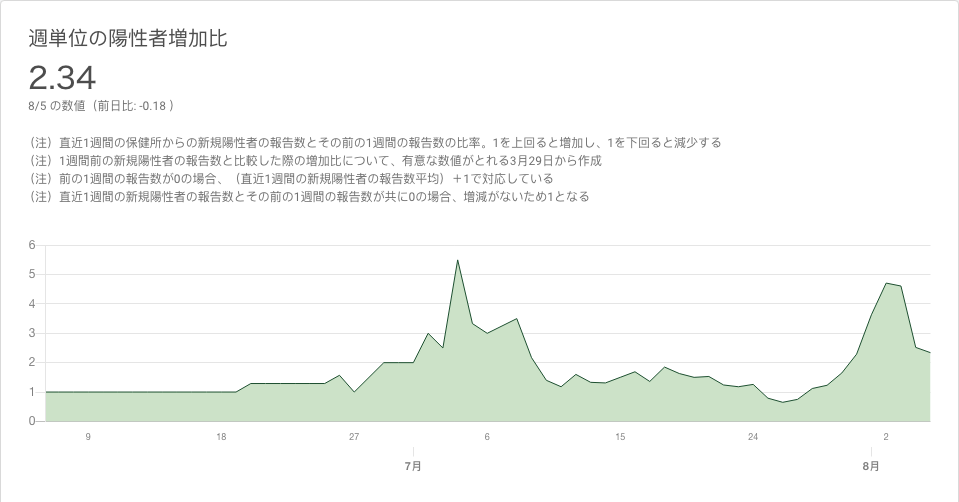 週単位の陽性者増加比
2.34
8/5 の数値（前日比: -0.18 ）
（注）直近1週間の保健所からの新規陽性者の報告数とその前の1週間の報告数の比率。1を上回ると増加し、1を下回ると減少する
（注）1週間前の新規陽性者の報告数と比較した際の増加比について、有意な数値がとれる3月29日から作成
（注）前の1週間の報告数が0の場合、（直近1週間の新規陽性者の報告数平均）＋1で対応している
（注）直近1週間の新規陽性者の報告数とその前の1週間の報告数が共に0の場合、増減がないため1となる
6
5
4
3
2
1
0
9 18 27 6 15 24 2
7月 8月